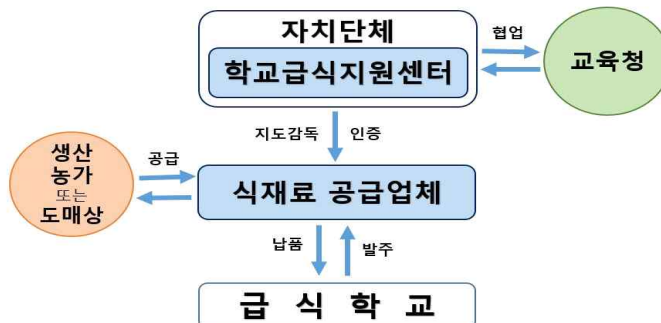 자치단체
학교급식지원센터
협업
교육청
지도감독
인증
생산
농가
또는
도매상
공급
식재료 공급업체
납품
발주
급 식 학 교